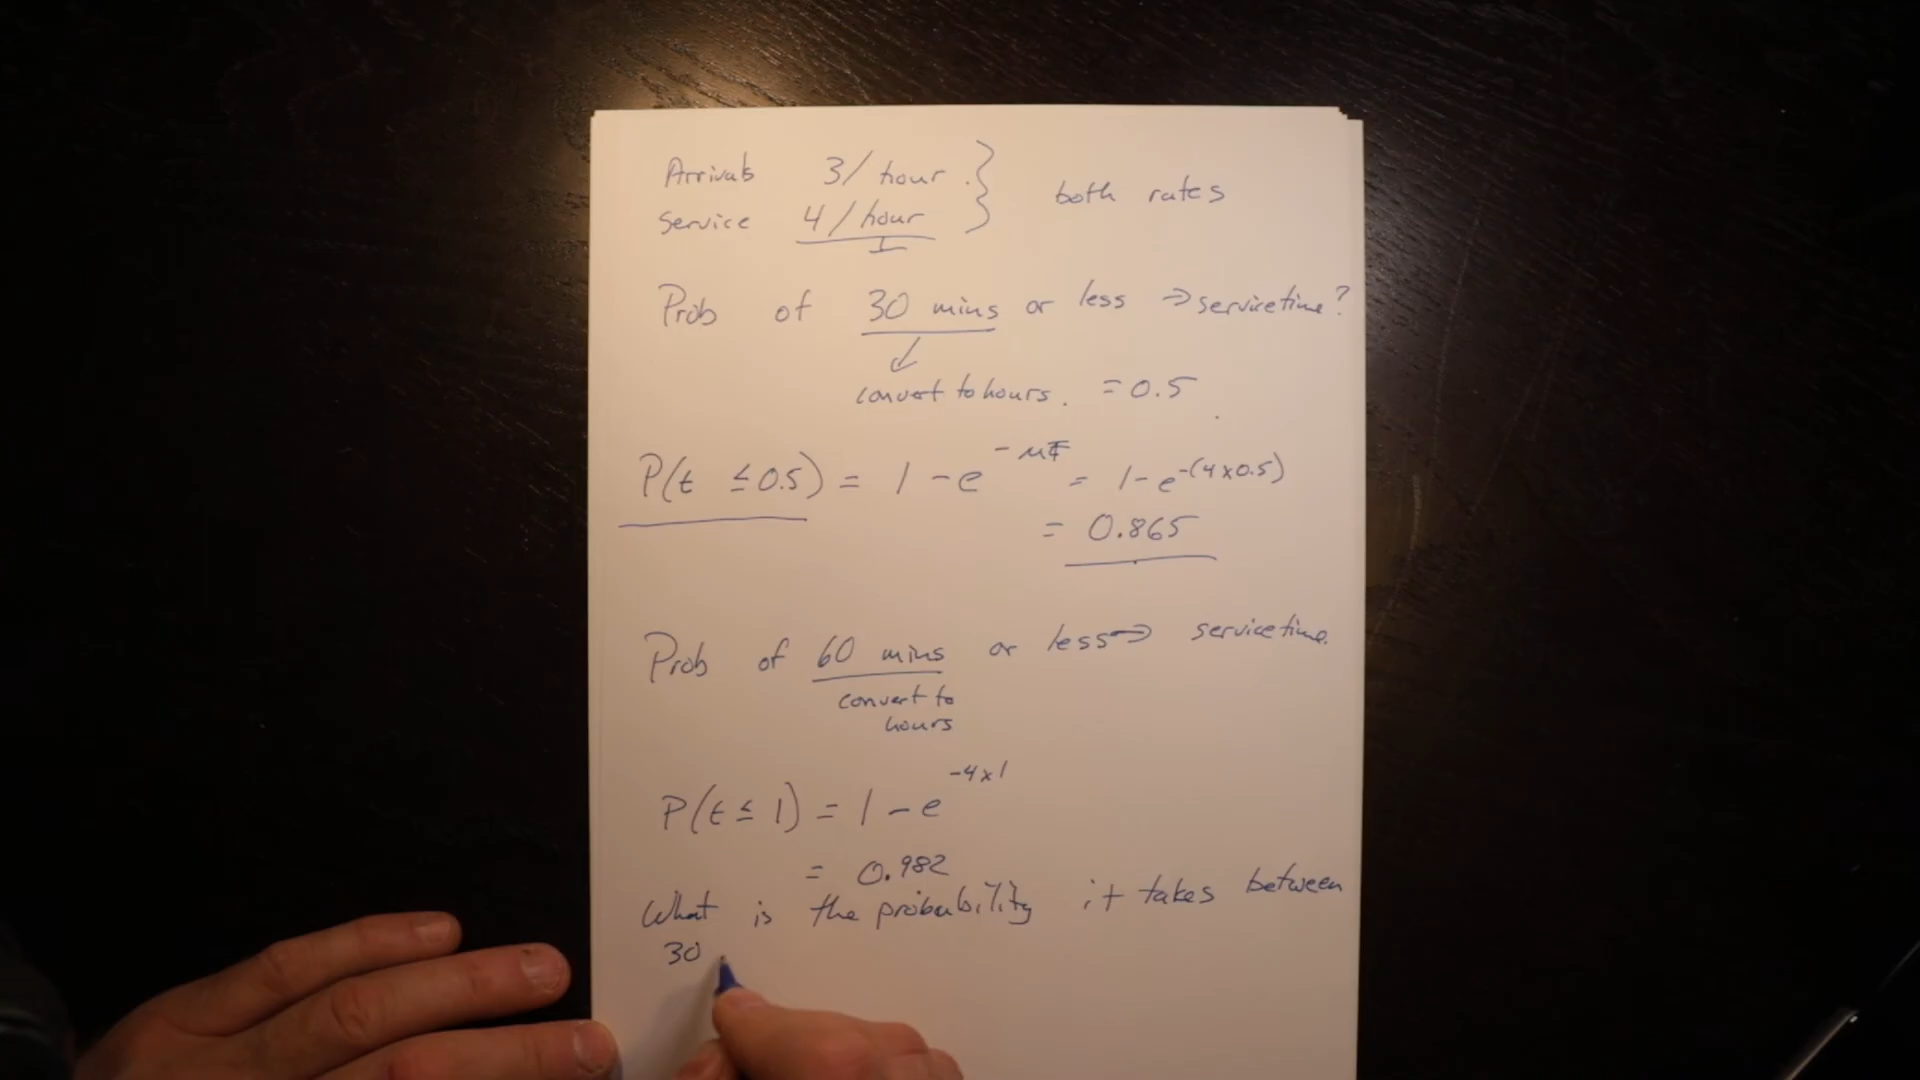 Arrivals 3/hour . } both rates
Service 4/hour
Prob of 30 mins or less → service time?
convert to hours . = 0.5
P(t ≤ 0.5) = 1 - e^-μt = 1 - e^-(4x0.5)
= 0.865
Prob of 60 mins or less → service time.
convert to
hours
P(t ≤ 1) = 1 - e^-4x1
= 0.982
What is the probability it takes between
30